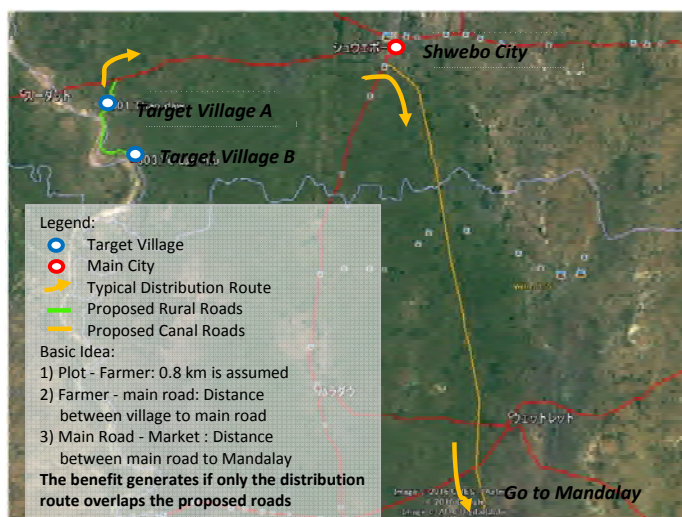 シュウェボー
Shwebo City
Target Village A
Target Village B
Legend:
Target Village
Main City
Typical Distribution Route
Proposed Rural Roads
Proposed Canal Roads
Basic Idea:
1) Plot - Farmer: 0.8 km is assumed
2) Farmer - main road: Distance
between village to main road
3) Main Road - Market : Distance
between main road to Mandalay
The benefit generates if only the distribution
route overlaps the proposed roads
ウェットレット
Go to Mandalay